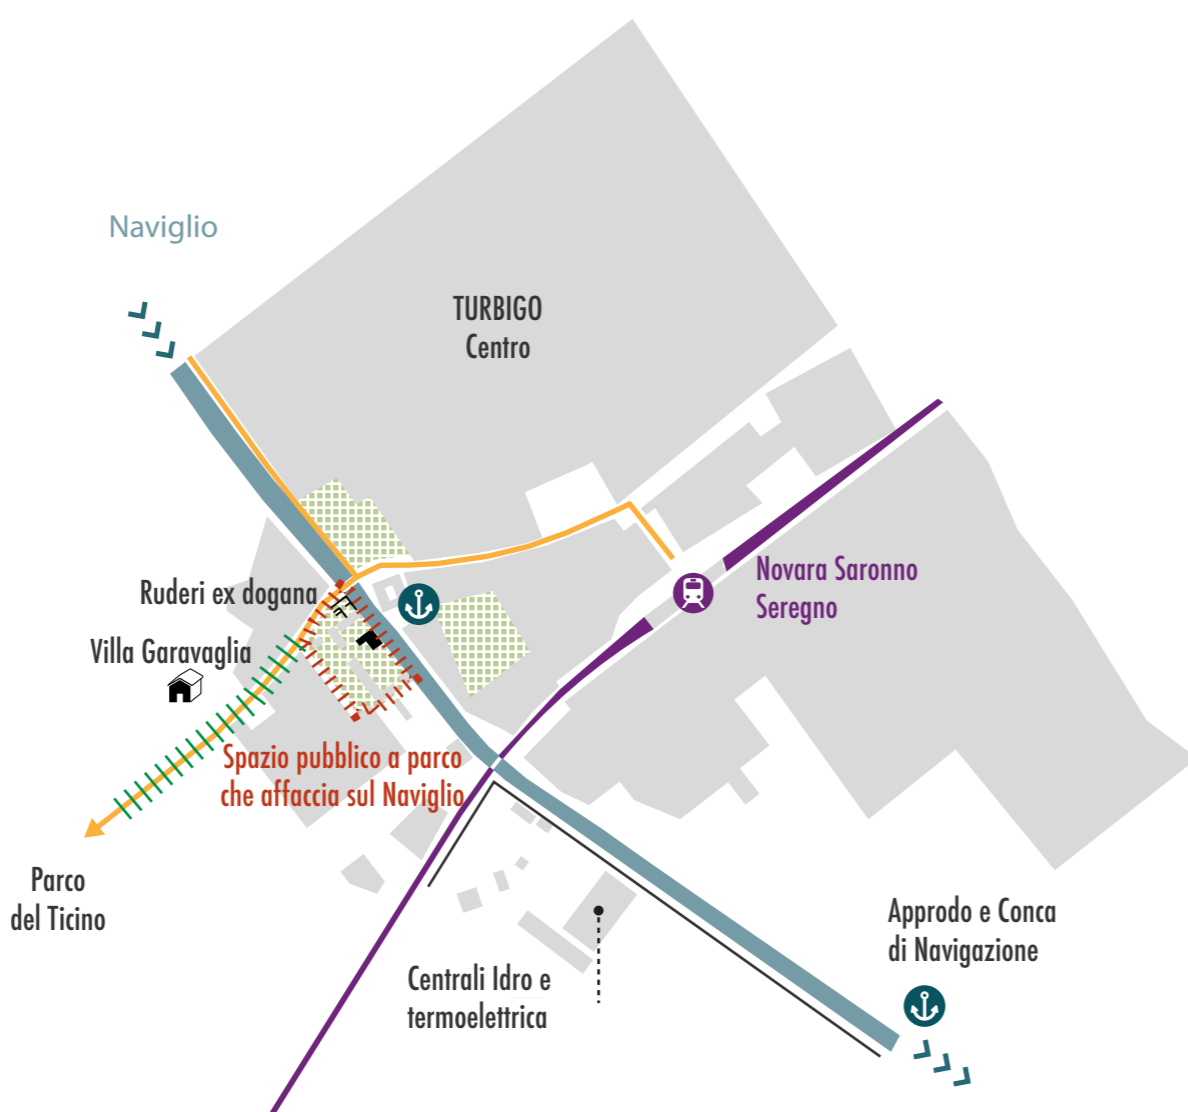 Naviglio
TURBIGO
Centro
Novara Saronno
Seregno
Ruderi ex dogana
Villa Garavaglia
Spazio pubblico a parco
che affaccia sul Naviglio
Parco
del Ticino
Approdo e Conca
di Navigazione
Centrali Idro e
termoelettrica